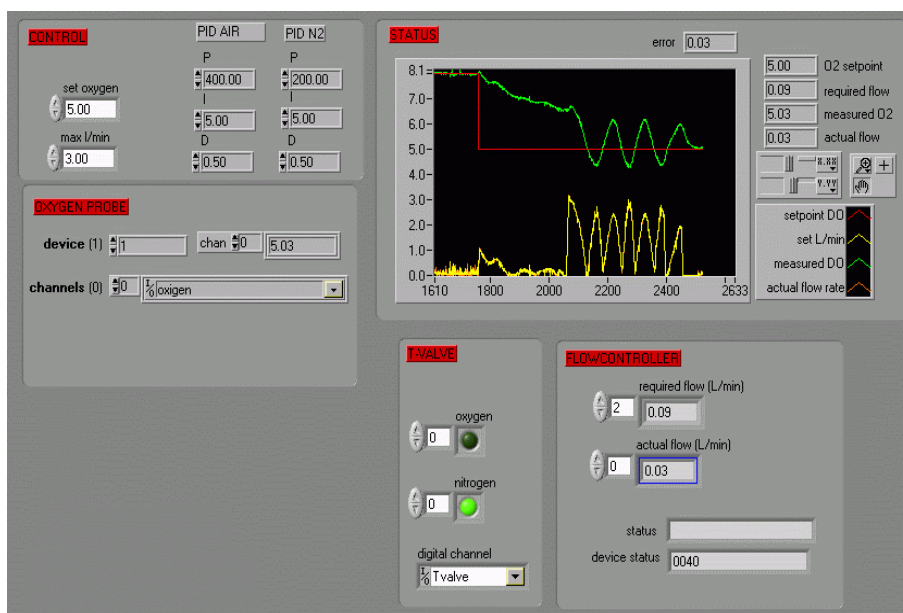 CONTROL
PID AIR
PID N2
P
P
set oxygen
400.00
200.00
I
I
5.00
5.00
5.00
max l/min
D
D
3.00
0.50
0.50
OXYGEN PROBE
device (1)
1
chan
0
5.03
channels (0)
0
I/O oxigen
STATUS
error
0.03
8.1
7.0
6.0
5.0
4.0
3.0
2.0
1.0
0.0
1610
1800
2000
2200
2400
2633
5.00
O2 setpoint
0.09
required flow
5.03
measured O2
0.03
actual flow
X.XX
Y.YY
setpoint DO
set L/min
measured DO
actual flow rate
T-VALVE
oxygen
0
nitrogen
0
digital channel
I/O Tvalve
FLOWCONTROLLER
required flow (L/min)
2
0.09
actual flow (L/min)
0
0.03
status
device status
0040